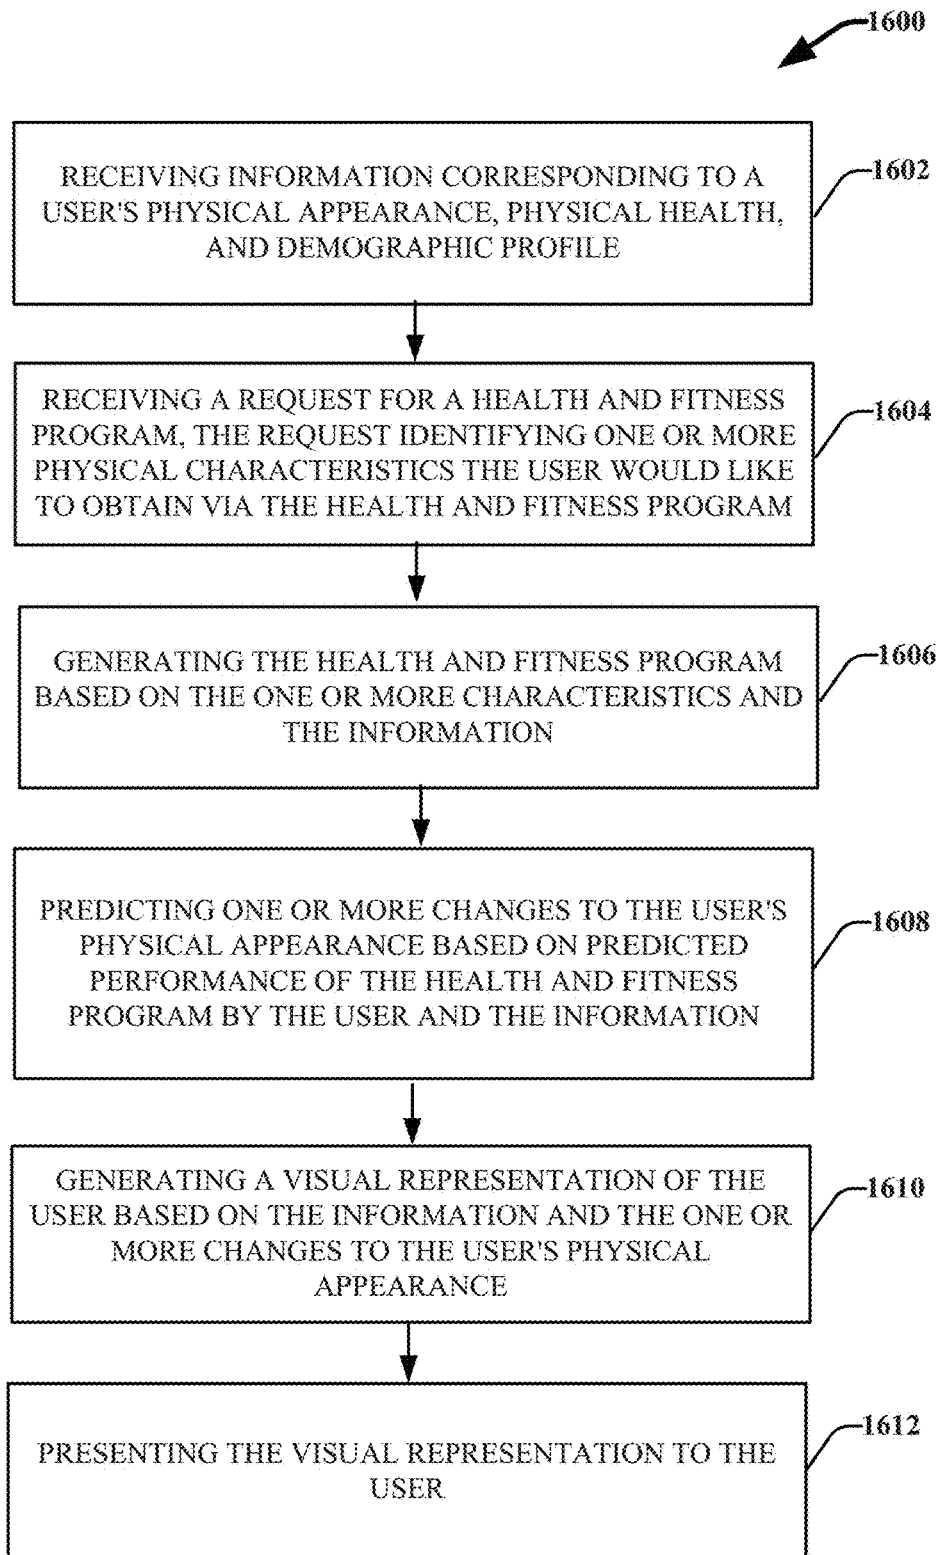 1600
RECEIVING INFORMATION CORRESPONDING TO A
USER'S PHYSICAL APPEARANCE, PHYSICAL HEALTH,
AND DEMOGRAPHIC PROFILE
1602
RECEIVING A REQUEST FOR A HEALTH AND FITNESS
PROGRAM, THE REQUEST IDENTIFYING ONE OR MORE
PHYSICAL CHARACTERISTICS THE USER WOULD LIKE
TO OBTAIN VIA THE HEALTH AND FITNESS PROGRAM
1604
GENERATING THE HEALTH AND FITNESS PROGRAM
BASED ON THE ONE OR MORE CHARACTERISTICS AND
THE INFORMATION
1606
PREDICTING ONE OR MORE CHANGES TO THE USER'S
PHYSICAL APPEARANCE BASED ON PREDICTED
PERFORMANCE OF THE HEALTH AND FITNESS
PROGRAM BY THE USER AND THE INFORMATION
1608
GENERATING A VISUAL REPRESENTATION OF THE
USER BASED ON THE INFORMATION AND THE ONE OR
MORE CHANGES TO THE USER'S PHYSICAL
APPEARANCE
1610
PRESENTING THE VISUAL REPRESENTATION TO THE
USER
1612